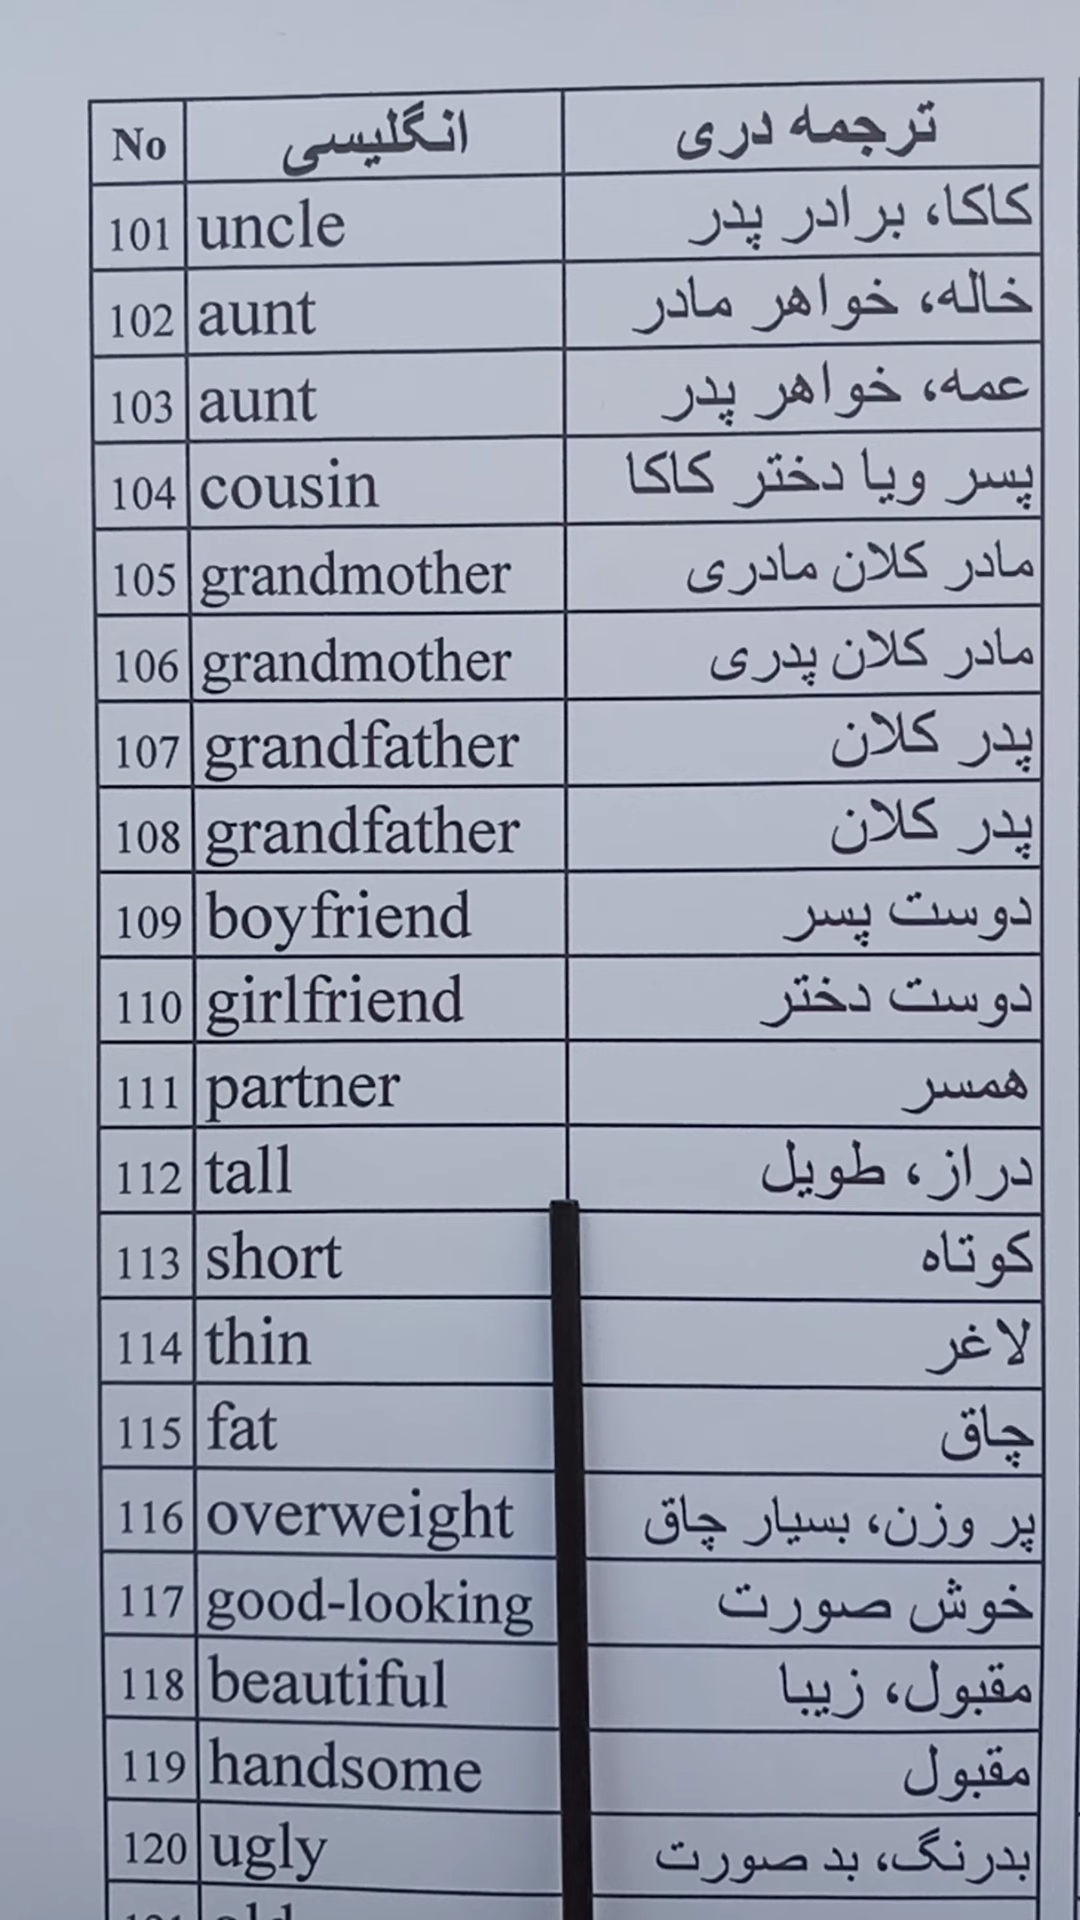 No انگلیسی ترجمه دری
101 uncle کاکا، برادر پدر
102 aunt خاله، خواهر مادر
103 aunt عمه، خواهر پدر
104 cousin پسر ویا دختر کاکا
105 grandmother مادر کلان مادری
106 grandmother مادر کلان پدری
107 grandfather پدر کلان
108 grandfather پدر کلان
109 boyfriend دوست پسر
110 girlfriend دوست دختر
111 partner همسر
112 tall دراز، طویل
113 short کوتاه
114 thin لاغر
115 fat چاق
116 overweight پر وزن، بسیار چاق
117 good-looking خوش صورت
118 beautiful مقبول، زیبا
119 handsome مقبول
120 ugly بدرنگ، بد صورت